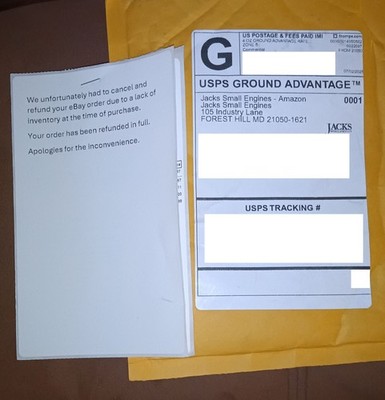 We unfortunately had to cancel and
refund your eBay order due to a lack of
Inventory at the time of purchase.
Your order has been refunded in full.
Apologies for the inconvenience.
G
US POSTAGE & FEES PAID IMI
USPS GROUND ADVANTAGE™
Jacks Small Engines - Amazon 0001
Jacks Small Engines
105 Industry Lane
FOREST HILL MD 21050-1621
JACKS
USPS TRACKING #